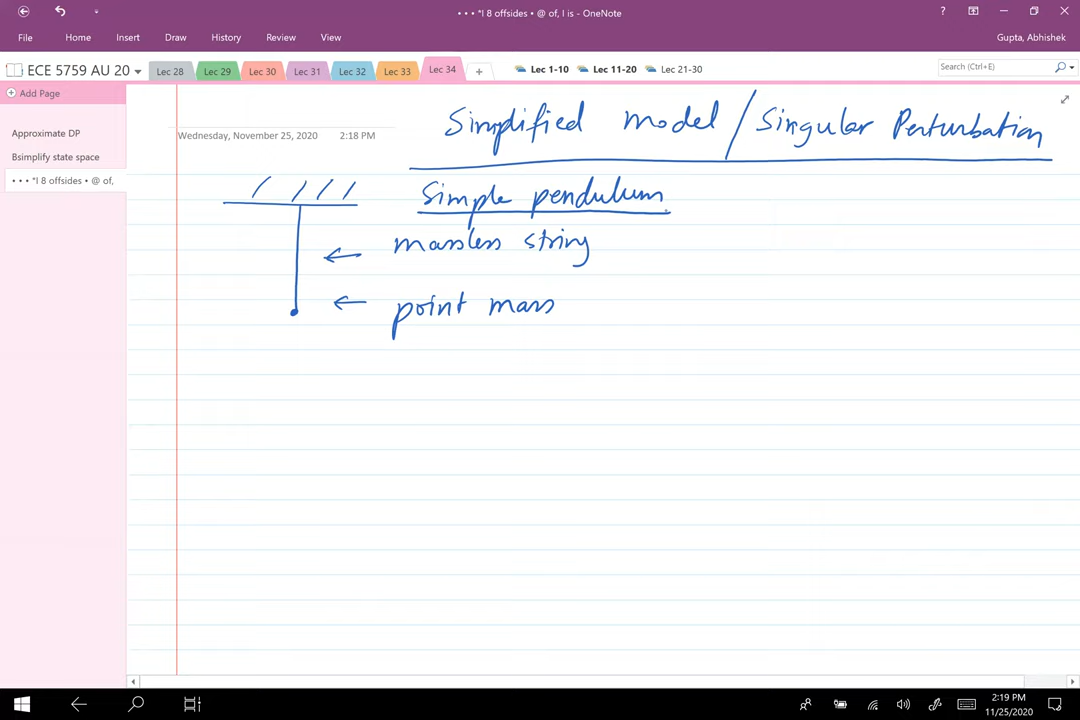 • • • *I 8 offsides • @ of, I is - OneNote
File Home Insert Draw History Review View
Gupta, Abhishek
ECE 5759 AU 20
Lec 28 Lec 29 Lec 30 Lec 31 Lec 32 Lec 33 Lec 34
Lec 1-10 Lec 11-20 Lec 21-30
Search (Ctrl+E)
Add Page
Approximate DP
Bsimplify state space
• • • *I 8 offsides • @ of,
Wednesday, November 25, 2020 2:18 PM
Simplified Model / Singular Perturbation
Simple pendulum
massless string
point mass
2:19 PM
11/25/2020